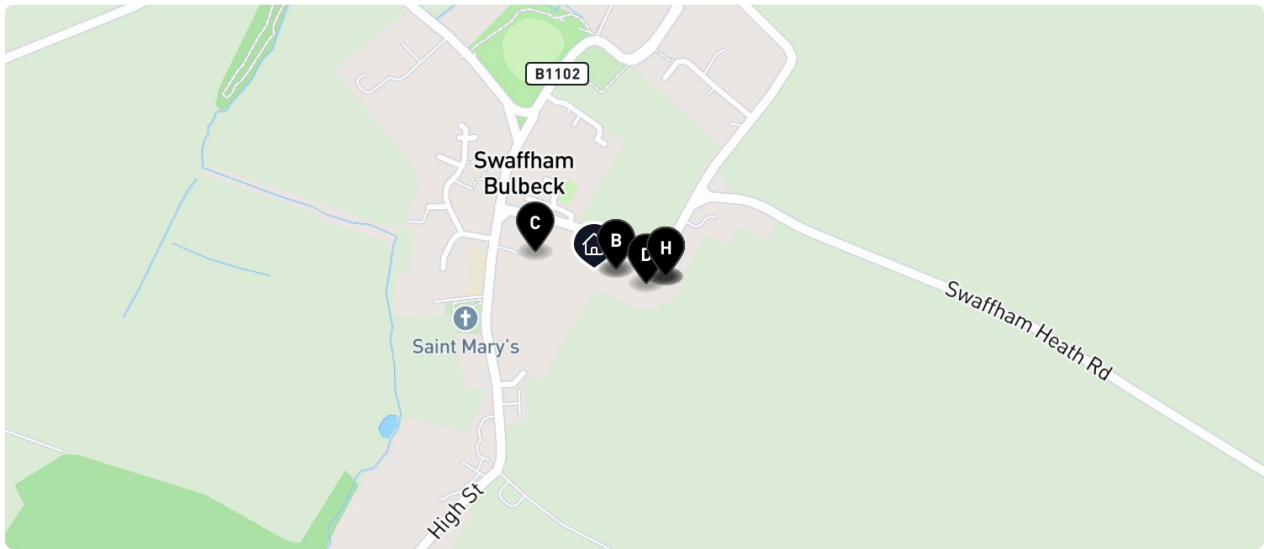 B1102
Swaffham
Bulbeck
C
B
D
H
Saint Mary's
Swaffham Heath Rd
High St